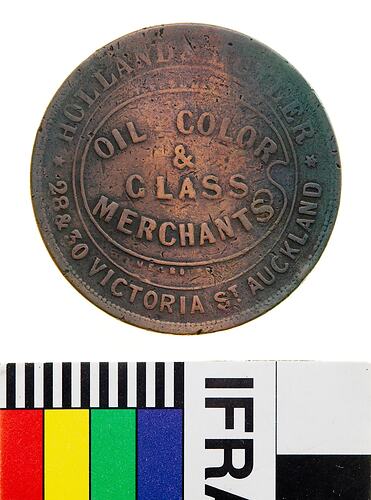 HOLLAND &
OIL COLOR
&
GLASS
MERCHANTS
28 & 30 VICTORIA ST AUCKLAND
IFRA